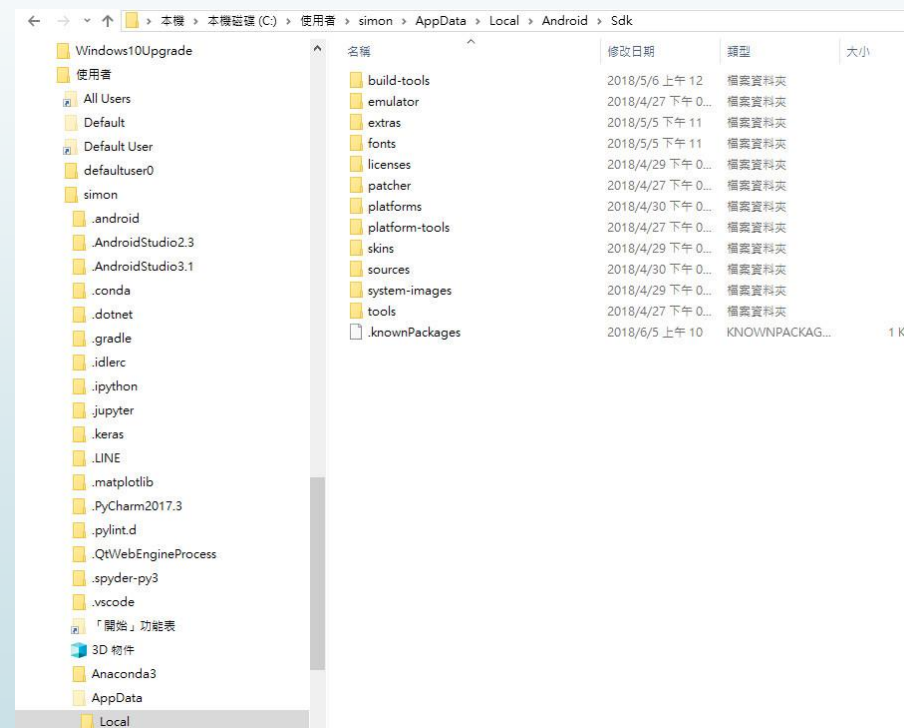 本機 › 本機磁碟 (C:) › 使用者 › simon › AppData › Local › Android › Sdk
Windows10Upgrade
使用者
All Users
Default
Default User
defaultuser0
simon
.android
.AndroidStudio2.3
.AndroidStudio3.1
.conda
.dotnet
.gradle
.idlerc
.ipython
.jupyter
.keras
.LINE
.matplotlib
.PyCharm2017.3
.pylint.d
.QtWebEngineProcess
.spyder-py3
.vscode
「開始」功能表
3D 物件
Anaconda3
AppData
Local
名稱 修改日期 類型 大小
build-tools 2018/5/6 上午 12 檔案資料夾
emulator 2018/4/27 下午 0... 檔案資料夾
extras 2018/5/5 下午 11 檔案資料夾
fonts 2018/5/5 下午 11 檔案資料夾
licenses 2018/4/29 下午 0... 檔案資料夾
patcher 2018/4/27 下午 0... 檔案資料夾
platforms 2018/4/30 下午 0... 檔案資料夾
platform-tools 2018/4/27 下午 0... 檔案資料夾
skins 2018/4/29 下午 0... 檔案資料夾
sources 2018/4/30 下午 0... 檔案資料夾
system-images 2018/4/29 下午 0... 檔案資料夾
tools 2018/4/27 下午 0... 檔案資料夾
.knownPackages 2018/6/5 上午 10 KNOWNPACKAG... 1 K